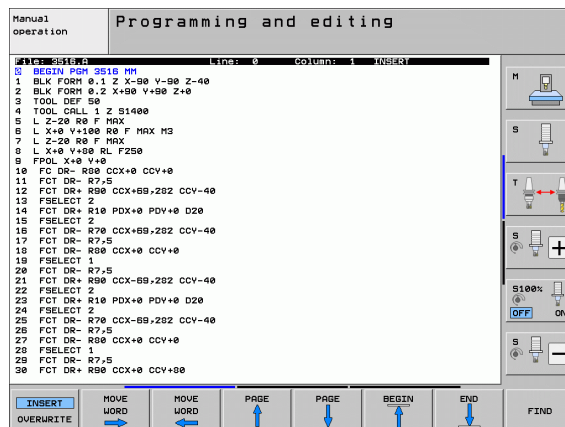 Manual
operation
Programming and editing
File: 3516.A Line: 0 Column: 1 INSERT
0 BEGIN PGM 3516 MM
1 BLK FORM 0.1 Z X-90 Y-90 Z-40
2 BLK FORM 0.2 X+90 Y+90 Z+0
3 TOOL DEF 50
4 TOOL CALL 1 Z S1400
5 L Z-20 R0 F MAX
6 L X+0 Y+100 R0 F MAX M3
7 L Z-20 R0 F MAX
8 L X+0 Y+80 RL F250
9 FPOL X+0 Y+0
10 FC DR- R80 CCX+0 CCY+0
11 FCT DR- R7,5
12 FCT DR+ R90 CCX+69,282 CCY-40
13 FSELECT 2
14 FCT DR+ R10 PDX+0 PDY+0 D20
15 FSELECT 2
16 FCT DR- R70 CCX+69,282 CCY-40
17 FCT DR- R7,5
18 FCT DR- R80 CCX+0 CCY+0
19 FSELECT 1
20 FCT DR- R7,5
21 FCT DR+ R90 CCX-69,282 CCY-40
22 FSELECT 2
23 FCT DR+ R10 PDX+0 PDY+0 D20
24 FSELECT 2
25 FCT DR- R70 CCX-69,282 CCY-40
26 FCT DR- R7,5
27 FCT DR- R80 CCX+0 CCY+0
28 FSELECT 1
29 FCT DR- R7,5
30 FCT DR+ R90 CCX+0 CCY+80
M
S
T
S
S100%
OFF ON
S
INSERT
OVERWRITE
MOVE
WORD
MOVE
WORD
PAGE
PAGE
BEGIN
END
FIND